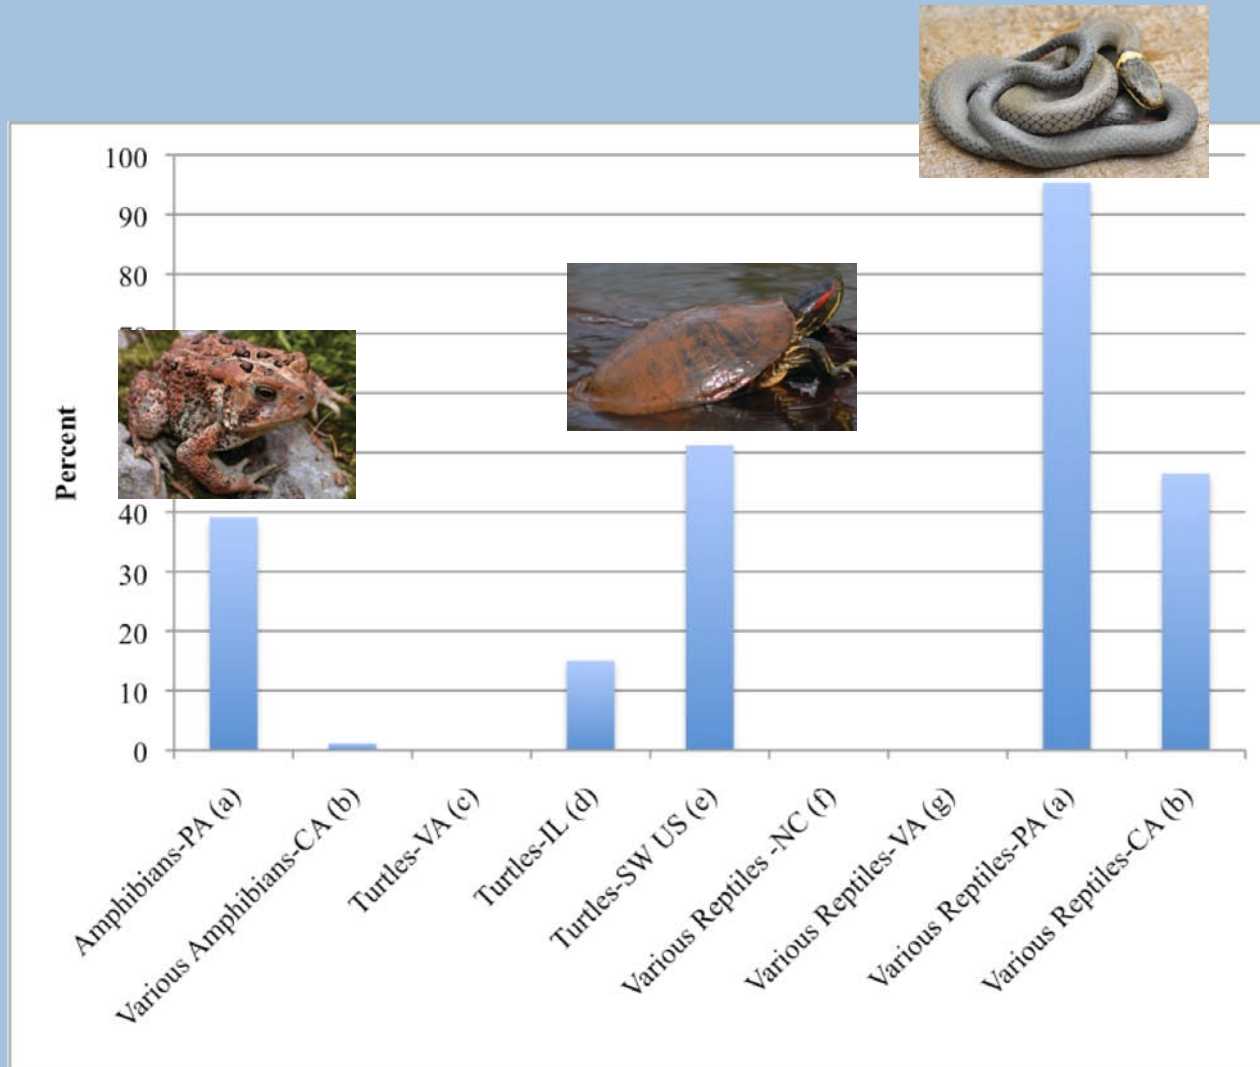 100
90
80
40
30
20
10
0
Percent
Amphibians-PA (a)
Various Amphibians-CA (b)
Turtles-VA (c)
Turtles-IL (d)
Turtles-SW US (e)
Various Reptiles -NC (f)
Various Reptiles-VA (g)
Various Reptiles-PA (a)
Various Reptiles-CA (b)